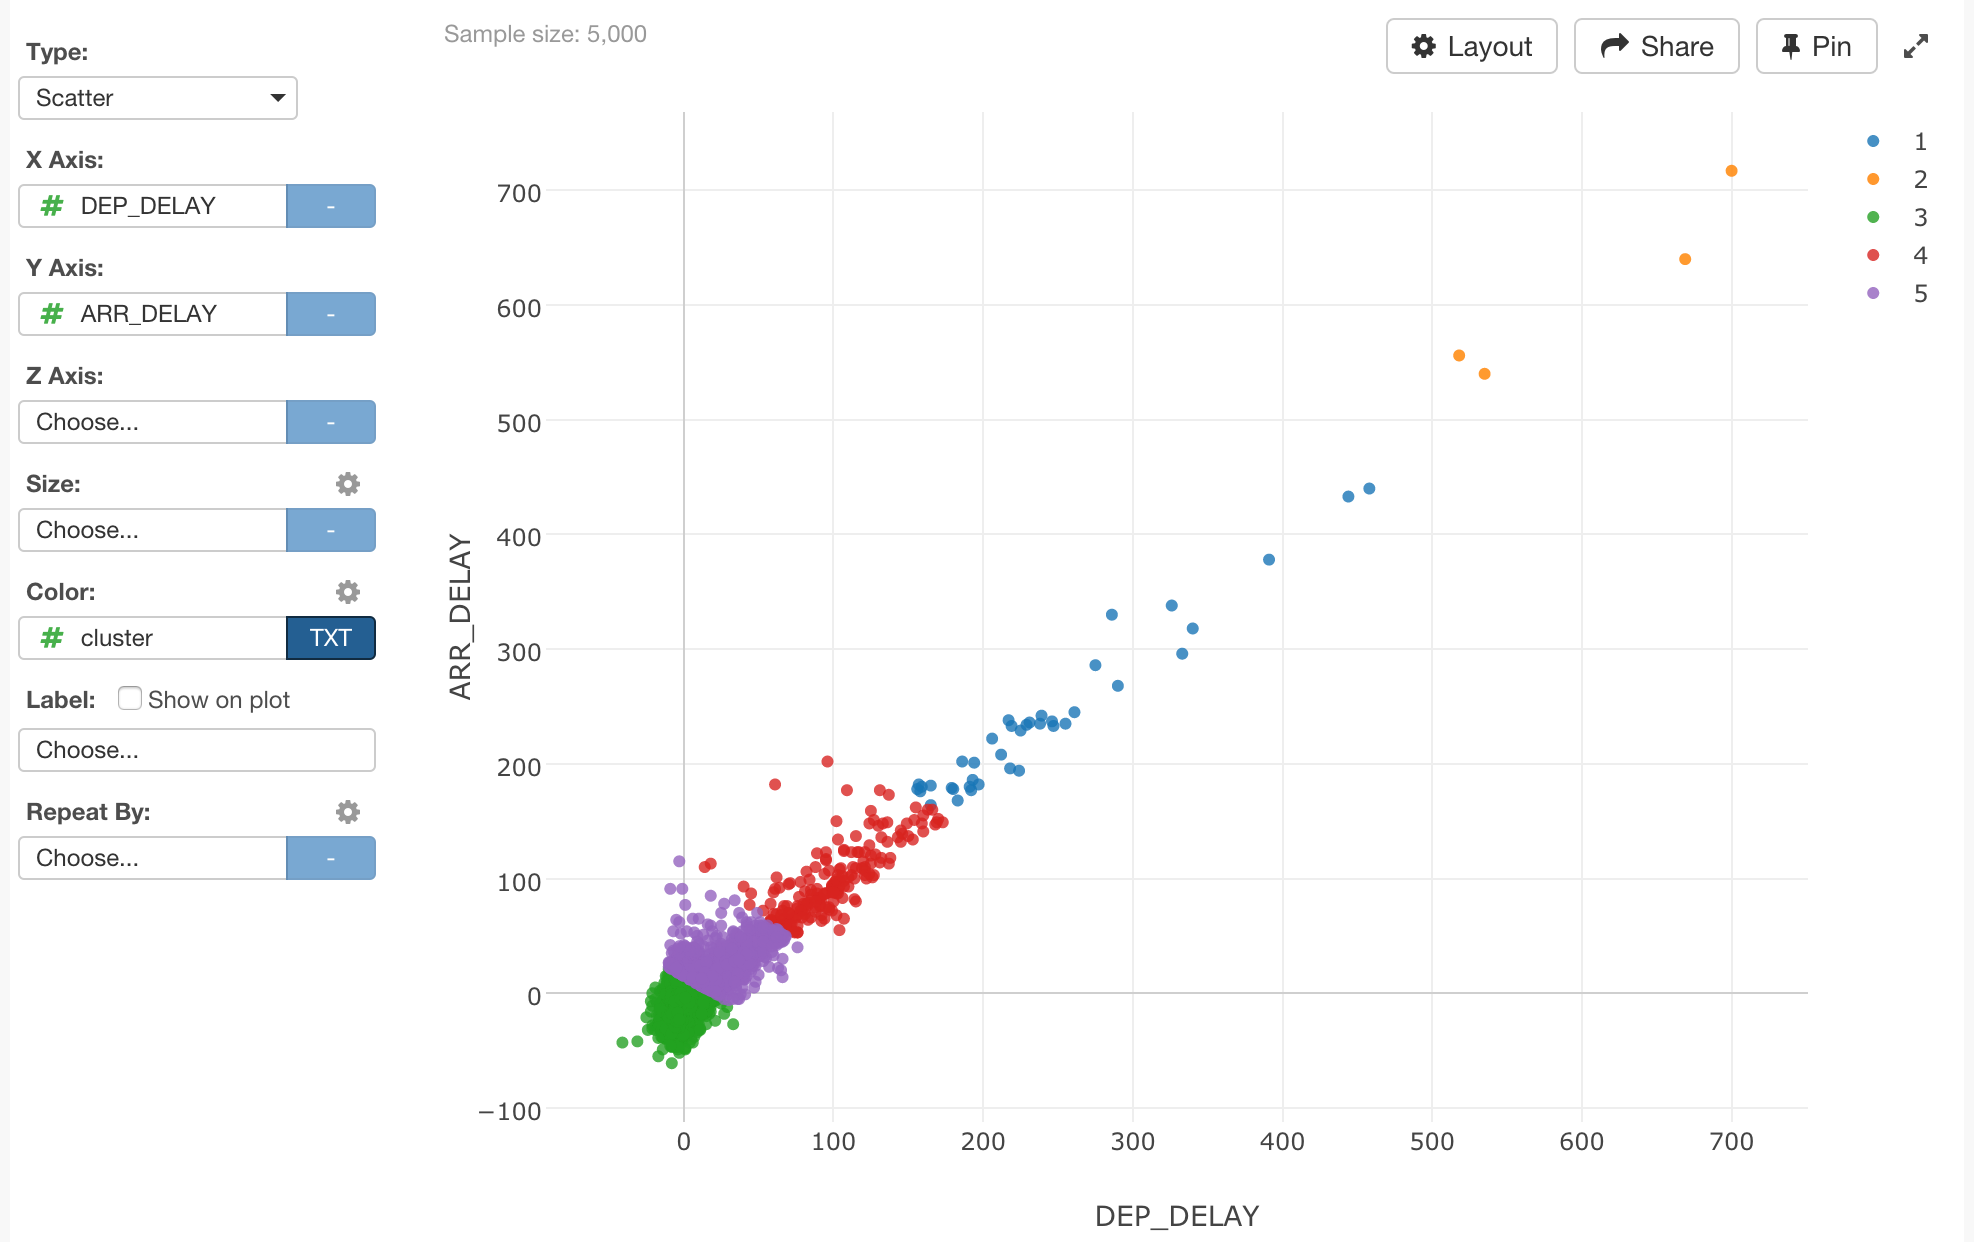 Type:
Scatter
X Axis:
# DEP_DELAY -
Y Axis:
# ARR_DELAY -
Z Axis:
Choose... -
Size:
Choose... -
Color:
# cluster TXT
Label: Show on plot
Choose...
Repeat By:
Choose... -
Sample size: 5,000
Layout Share Pin
1
2
3
4
5
ARR_DELAY
700
600
500
400
300
200
100
0
−100
0 100 200 300 400 500 600 700
DEP_DELAY